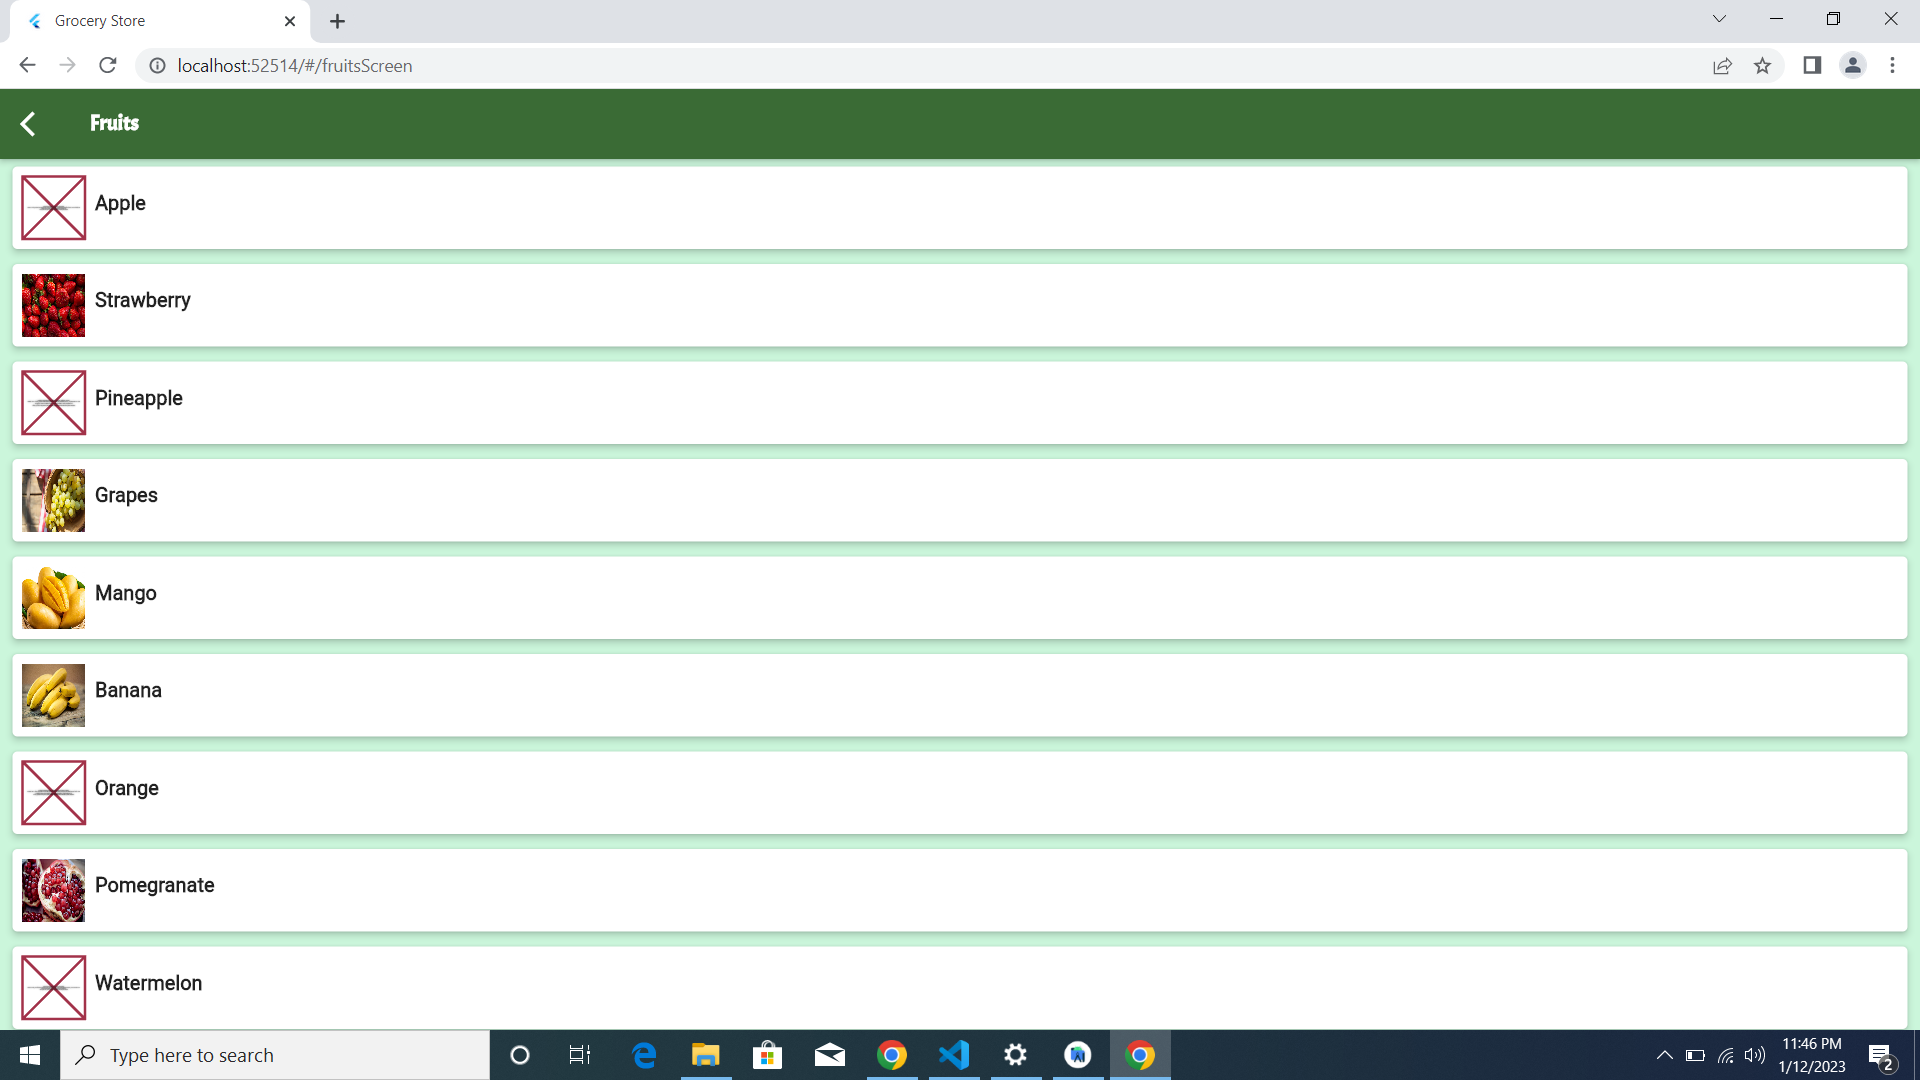 Grocery Store
localhost:52514/#/fruitsScreen
Fruits
Apple
Strawberry
Pineapple
Grapes
Mango
Banana
Orange
Pomegranate
Watermelon
Type here to search
11:46 PM
1/12/2023
2